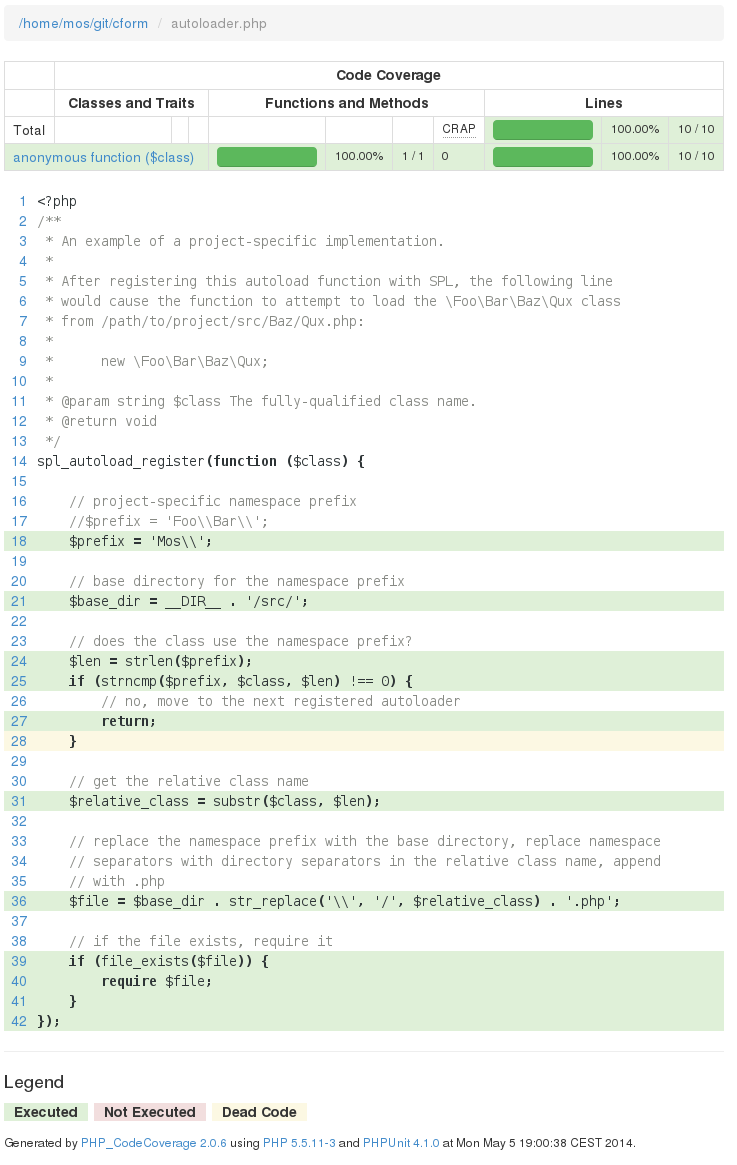 /home/mos/git/cform / autoloader.php
Code Coverage
Classes and Traits Functions and Methods Lines
Total CRAP 100.00% 10 / 10
anonymous function ($class) 100.00% 1 / 1 0 100.00% 10 / 10
1 <?php
2 /**
3  * An example of a project-specific implementation.
4  *
5  * After registering this autoload function with SPL, the following line
6  * would cause the function to attempt to load the \Foo\Bar\Baz\Qux class
7  * from /path/to/project/src/Baz/Qux.php:
8  *
9  *      new \Foo\Bar\Baz\Qux;
10  *
11  * @param string $class The fully-qualified class name.
12  * @return void
13  */
14 spl_autoload_register(function ($class) {
15
16     // project-specific namespace prefix
17     //$prefix = 'Foo\\Bar\\';
18     $prefix = 'Mos\\';
19
20     // base directory for the namespace prefix
21     $base_dir = __DIR__ . '/src/';
22
23     // does the class use the namespace prefix?
24     $len = strlen($prefix);
25     if (strncmp($prefix, $class, $len) !== 0) {
26         // no, move to the next registered autoloader
27         return;
28     }
29
30     // get the relative class name
31     $relative_class = substr($class, $len);
32
33     // replace the namespace prefix with the base directory, replace namespace
34     // separators with directory separators in the relative class name, append
35     // with .php
36     $file = $base_dir . str_replace('\\', '/', $relative_class) . '.php';
37
38     // if the file exists, require it
39     if (file_exists($file)) {
40         require $file;
41     }
42 });
Legend
Executed Not Executed Dead Code
Generated by PHP_CodeCoverage 2.0.6 using PHP 5.5.11-3 and PHPUnit 4.1.0 at Mon May 5 19:00:38 CEST 2014.